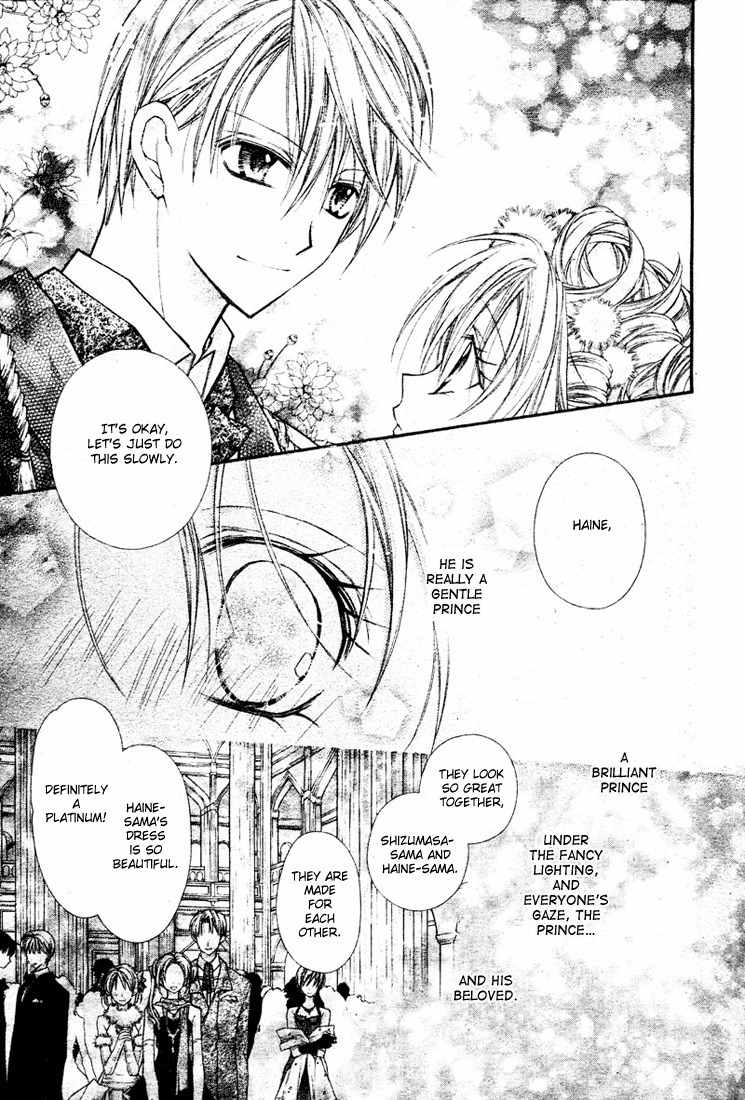 HAINE,
IT'S OKAY,
LET'S JUST DO
THIS SLOWLY.
HE IS
REALLY A
GENTLE
PRINCE
A
BRILLIANT
PRINCE
THEY LOOK
SO GREAT
TOGETHER,
SHIZUMASA-
SAMA AND
HAINE-SAMA.
UNDER
THE FANCY
LIGHTING,
AND
EVERYONE'S
GAZE, THE
PRINCE...
AND HIS
BELOVED.
THEY ARE
MADE
FOR
EACH
OTHER.
HAINE-
SAMA'S
DRESS
IS SO
BEAUTIFUL.
DEFINITELY
A
PLATINUM!